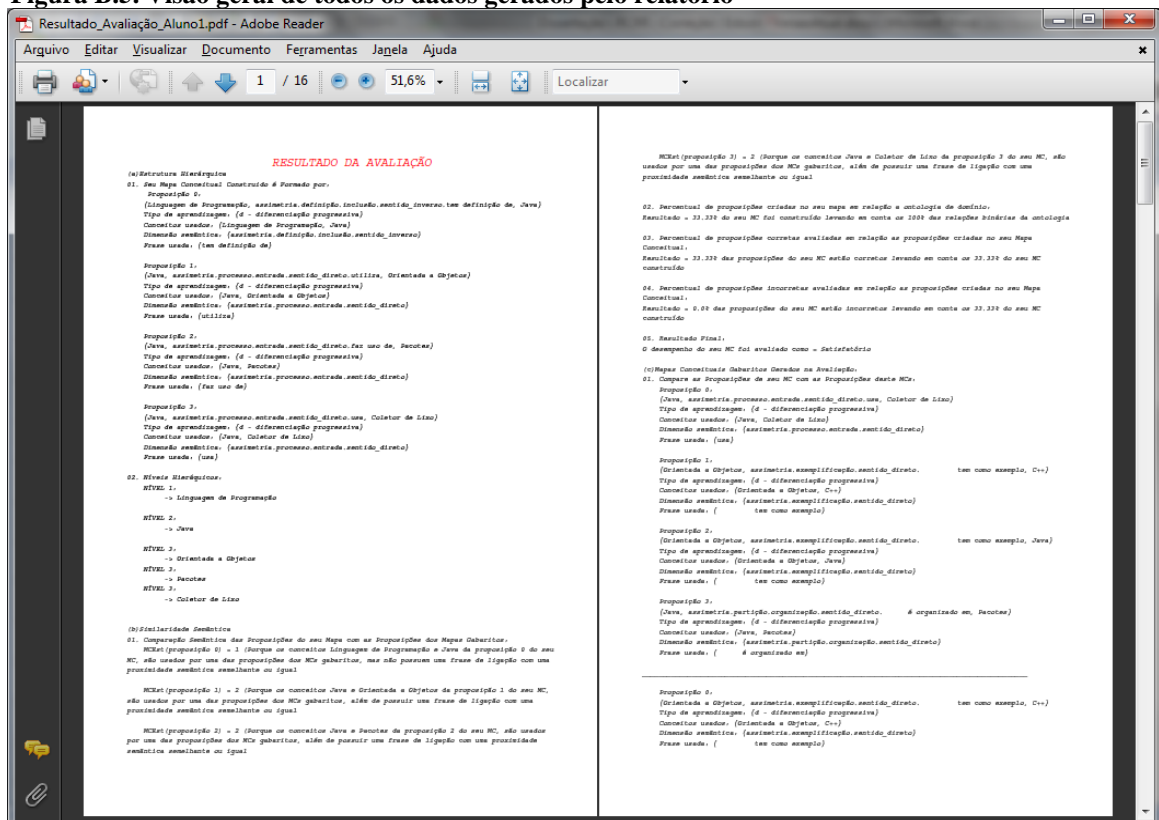 Figura B.3: Visão geral de todos os dados gerados pelo relatório
Resultado_Avaliação_Aluno1.pdf - Adobe Reader
Arquivo Editar Visualizar Documento Ferramentas Janela Ajuda
1 / 16 51,6% Localizar
RESULTADO DA AVALIAÇÃO
(a)Estrutura Hierárquica
01. Seu Mapa Conceitual Construido é Formado por:
Proposição 0:
{Linguagem de Programação, assimetria.definição.inclusão.sentido_inverso.tem definição de, Java}
Tipo de aprendizagem: {d - diferenciação progressiva}
Conceitos usados: {Linguagem de Programação, Java}
Dimensão semântica: {assimetria.definição.inclusão.sentido_inverso}
Frase usada: {tem definição de}
Proposição 1:
{Java, assimetria.processo.entrada.sentido_direto.utiliza, Orientada a Objetos}
Tipo de aprendizagem: {d - diferenciação progressiva}
Conceitos usados: {Java, Orientada a Objetos}
Dimensão semântica: {assimetria.processo.entrada.sentido_direto}
Frase usada: {utiliza}
Proposição 2:
{Java, assimetria.processo.entrada.sentido_direto.faz uso de, Pacotes}
Tipo de aprendizagem: {d - diferenciação progressiva}
Conceitos usados: {Java, Pacotes}
Dimensão semântica: {assimetria.processo.entrada.sentido_direto}
Frase usada: {faz uso de}
Proposição 3:
{Java, assimetria.processo.entrada.sentido_direto.usa, Coletor de Lixo}
Tipo de aprendizagem: {d - diferenciação progressiva}
Conceitos usados: {Java, Coletor de Lixo}
Dimensão semântica: {assimetria.processo.entrada.sentido_direto}
Frase usada: {usa}
02. Níveis Hierárquicos:
NÍVEL 1:
-> Linguagem de Programação
NÍVEL 2:
-> Java
NÍVEL 3:
-> Orientada a Objetos
NÍVEL 3:
-> Pacotes
NÍVEL 3:
-> Coletor de Lixo
(b)Similaridade Semântica
01. Comparação Semântica das Proposições do seu Mapa com as Proposições dos Mapas Gabaritos:
MCEst(proposição 0) = 1 (Porque os conceitos Linguagem de Programação e Java da proposição 0 do seu
MC, são usados por uma das proposições dos MCs gabaritos, mas não possuem uma frase de ligação com uma
proximidade semântica semelhante ou igual
MCEst(proposição 1) = 2 (Porque os conceitos Java e Orientada a Objetos da proposição 1 do seu MC,
são usados por uma das proposições dos MCs gabaritos, além de possuir uma frase de ligação com uma
proximidade semântica semelhante ou igual
MCEst(proposição 2) = 2 (Porque os conceitos Java e Pacotes da proposição 2 do seu MC, são usados
por uma das proposições dos MCs gabaritos, além de possuir uma frase de ligação com uma proximidade
semântica semelhante ou igual
MCEst(proposição 3) = 2 (Porque os conceitos Java e Coletor de Lixo da proposição 3 do seu MC, são
usados por uma das proposições dos MCs gabaritos, além de possuir uma frase de ligação com uma
proximidade semântica semelhante ou igual
02. Percentual de proposições criadas no seu mapa em relação a ontologia de domínio:
Resultado = 33.33% do seu MC foi construído levando em conta os 100% das relações binárias da ontologia
03. Percentual de proposições corretas avaliadas em relação as proposições criadas no seu Mapa
Conceitual:
Resultado = 33.33% das proposições do seu MC estão corretos levando em conta os 33.33% do seu MC
construído
04. Percentual de proposições incorretas avaliadas em relação as proposições criadas no seu Mapa
Conceitual:
Resultado = 0.0% das proposições do seu MC estão incorretos levando em conta os 33.33% do seu MC
construído
05. Resultado Final:
O desempenho do seu MC foi avaliado como = Satisfatório
(c)Mapas Conceituais Gabaritos Gerados na Avaliação:
01. Compare as Proposições de seu MC com as Proposições deste MCs:
Proposição 0:
{Java, assimetria.processo.entrada.sentido_direto.usa, Coletor de Lixo}
Tipo de aprendizagem: {d - diferenciação progressiva}
Conceitos usados: {Java, Coletor de Lixo}
Dimensão semântica: {assimetria.processo.entrada.sentido_direto}
Frase usada: {usa}
Proposição 1:
{Orientada a Objetos, assimetria.exemplificação.sentido_direto. tem como exemplo, C++}
Tipo de aprendizagem: {d - diferenciação progressiva}
Conceitos usados: {Orientada a Objetos, C++}
Dimensão semântica: {assimetria.exemplificação.sentido_direto}
Frase usada: { tem como exemplo}
Proposição 2:
{Orientada a Objetos, assimetria.exemplificação.sentido_direto. tem como exemplo, Java}
Tipo de aprendizagem: {d - diferenciação progressiva}
Conceitos usados: {Orientada a Objetos, Java}
Dimensão semântica: {assimetria.exemplificação.sentido_direto}
Frase usada: { tem como exemplo}
Proposição 3:
{Java, assimetria.partição.organização.sentido_direto. é organizado em, Pacotes}
Tipo de aprendizagem: {d - diferenciação progressiva}
Conceitos usados: {Java, Pacotes}
Dimensão semântica: {assimetria.partição.organização.sentido_direto}
Frase usada: { é organizado em}
Proposição 0:
{Orientada a Objetos, assimetria.exemplificação.sentido_direto. tem como exemplo, C++}
Tipo de aprendizagem: {d - diferenciação progressiva}
Conceitos usados: {Orientada a Objetos, C++}
Dimensão semântica: {assimetria.exemplificação.sentido_direto}
Frase usada: { tem como exemplo}